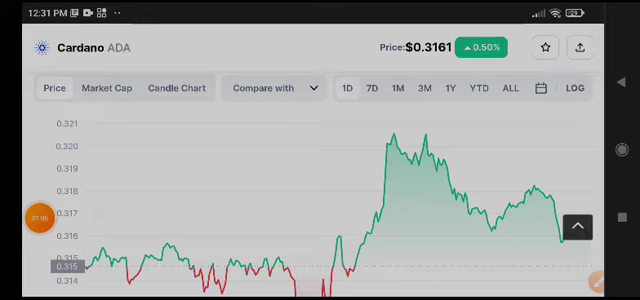 12:31 PM
Cardano ADA
Price: $0.3161 0.50%
Price Market Cap Candle Chart Compare with 1D 7D 1M 3M 1Y YTD ALL LOG
0.321
0.320
0.319
0.318
0.317
0.316
0.315
0.315
0.314